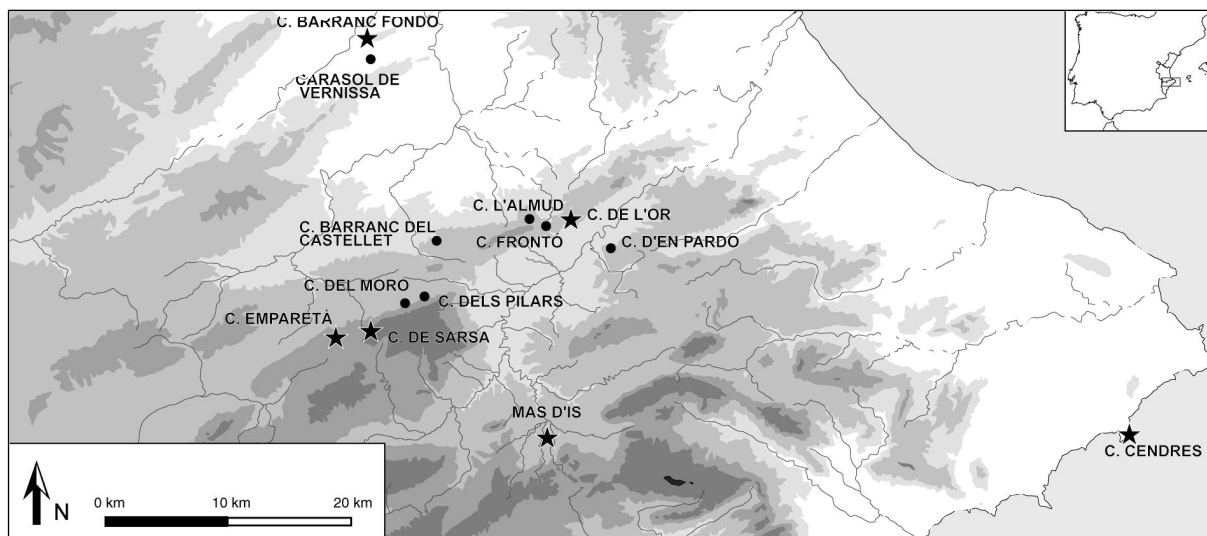 C. BARRANC FONDO
CARASOL DE
VERNISSA
C. L'ALMUD
C. DE L'OR
C. BARRANC DEL
CASTELLET
C. FRONTÓ
C. D'EN PARDO
C. DEL MORO
C. DELS PILARS
C. EMPARETÀ
C. DE SARSA
MAS D'IS
C. CENDRES
N
0 km 10 km 20 km